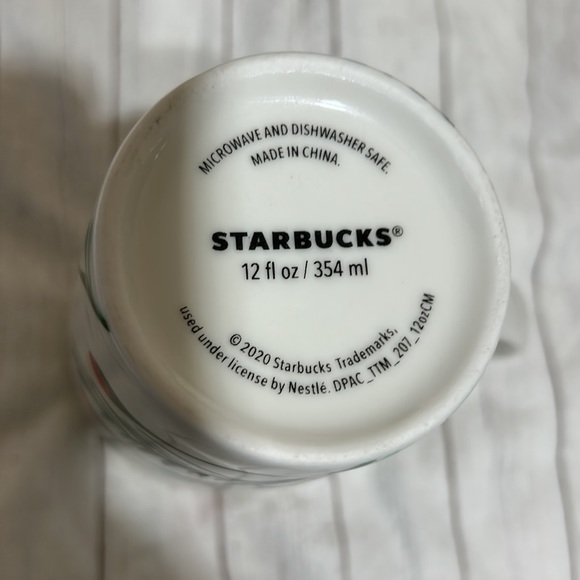 MICROWAVE AND DISHWASHER SAFE.
MADE IN CHINA.
STARBUCKS®
12 fl oz / 354 ml
© 2020 Starbucks Trademarks,
used under license by Nestlé. DPAC_TTM_207_12ozCM